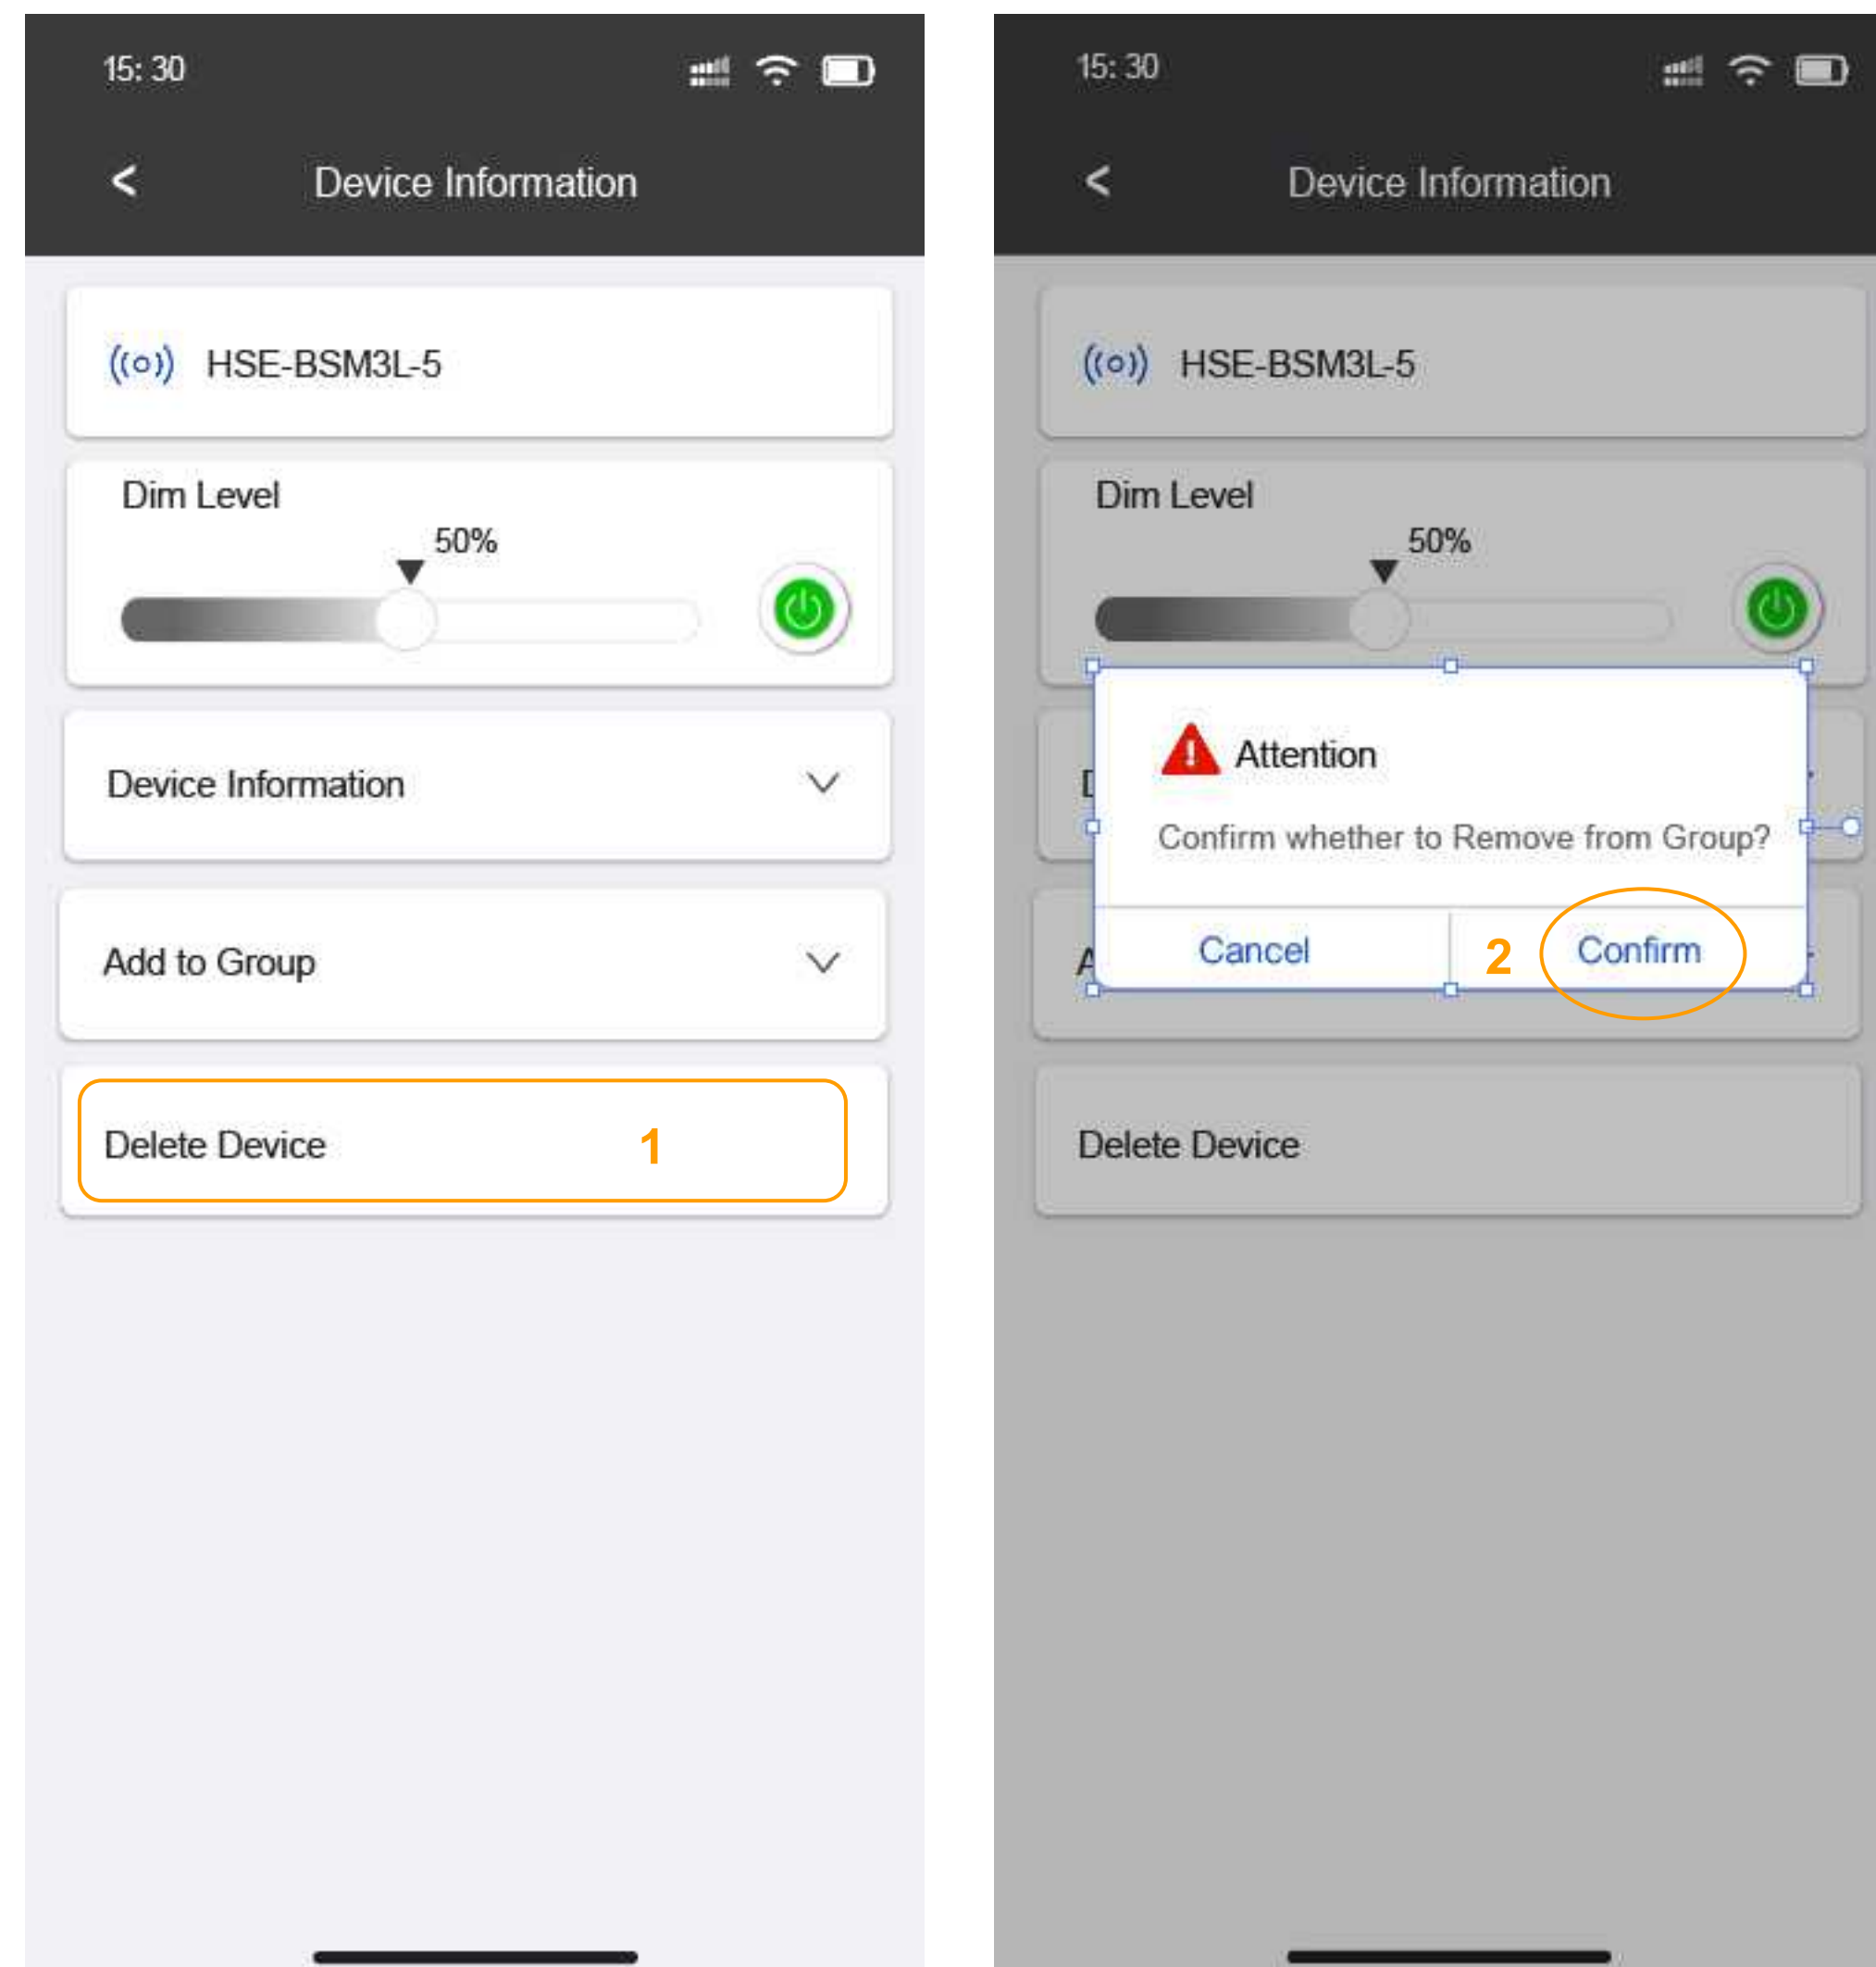 15: 30
< Device Information
HSE-BSM3L-5
Dim Level
50%
Device Information
Add to Group
Delete Device 1
15: 30
< Device Information
HSE-BSM3L-5
Dim Level
50%
D
Attention
Confirm whether to Remove from Group?
A
Cancel 2 Confirm
Delete Device